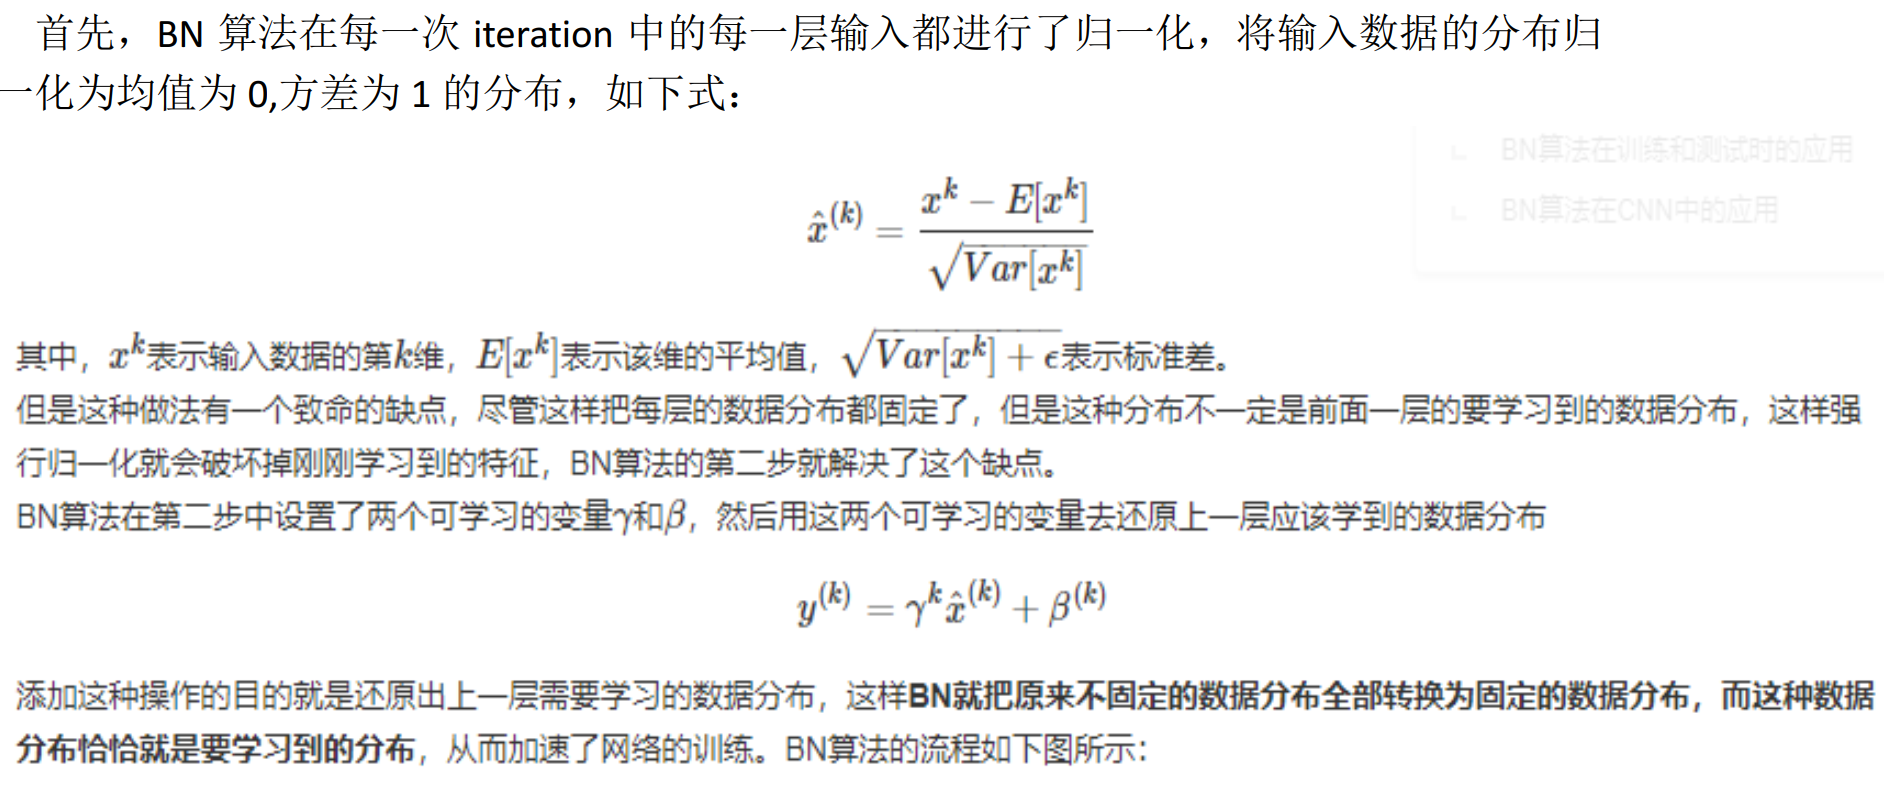 首先，BN 算法在每一次 iteration 中的每一层输入都进行了归一化，将输入数据的分布归
一化为均值为 0,方差为 1 的分布，如下式：
BN算法在训练和测试时的应用
BN算法在CNN中的应用
x̂^(k) = (x^k − E[x^k]) / √(Var[x^k])
其中，x^k表示输入数据的第k维，E[x^k]表示该维的平均值，√(Var[x^k] + ϵ)表示标准差。
但是这种做法有一个致命的缺点，尽管这样把每层的数据分布都固定了，但是这种分布不一定是前面一层的要学习到的数据分布，这样强
行归一化就会破坏掉刚刚学习到的特征，BN算法的第二步就解决了这个缺点。
BN算法在第二步中设置了两个可学习的变量γ和β，然后用这两个可学习的变量去还原上一层应该学到的数据分布
y^(k) = γ^k x̂^(k) + β^(k)
添加这种操作的目的就是还原出上一层需要学习的数据分布，这样BN就把原来不固定的数据分布全部转换为固定的数据分布，而这种数据
分布恰恰就是要学习到的分布，从而加速了网络的训练。BN算法的流程如下图所示：